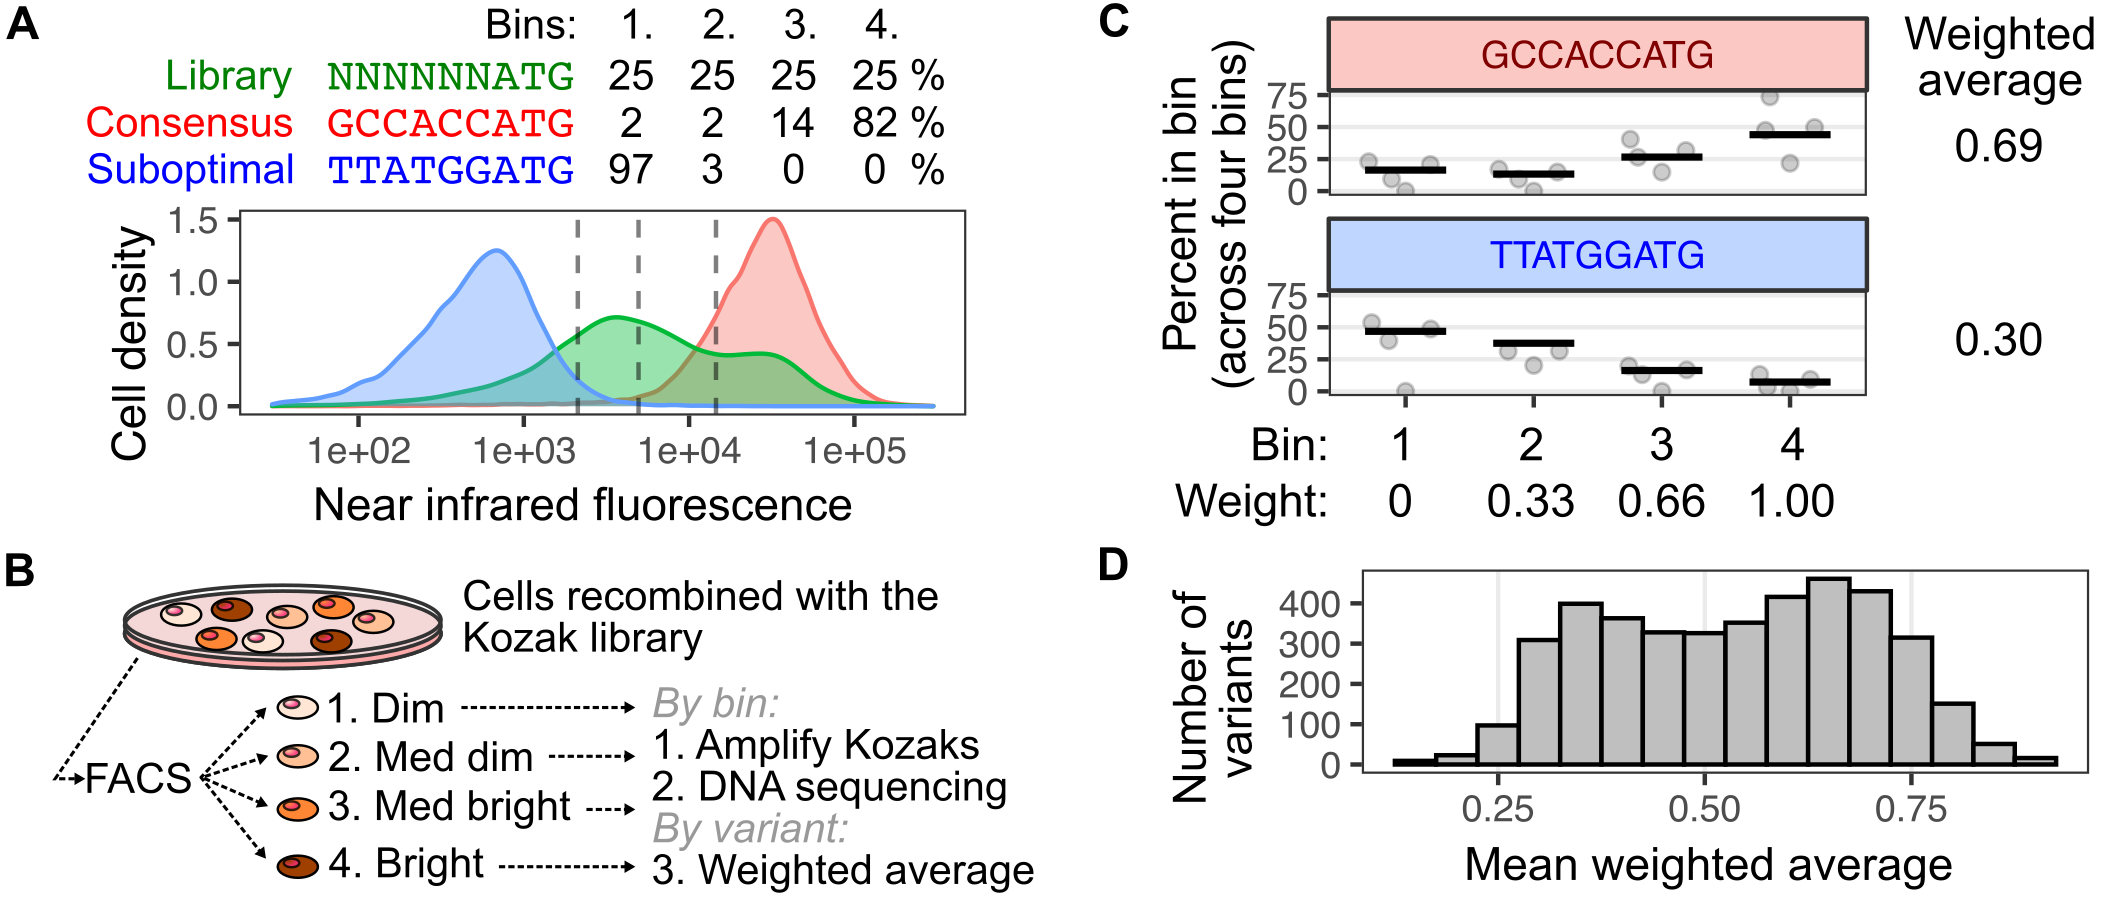 A
Bins: 1. 2. 3. 4.
Library NNNNNNATG 25 25 25 25 %
Consensus GCCACCATG 2 2 14 82 %
Suboptimal TTATGGATG 97 3 0 0 %
Cell density
1.5
1.0
0.5
0.0
1e+02 1e+03 1e+04 1e+05
Near infrared fluorescence
B
Cells recombined with the
Kozak library
FACS
1. Dim
2. Med dim
3. Med bright
4. Bright
By bin:
1. Amplify Kozaks
2. DNA sequencing
By variant:
3. Weighted average
C
Percent in bin
(across four bins)
GCCACCATG
Weighted
average
75
50
25
0
0.69
TTATGGATG
75
50
25
0
0.30
Bin: 1 2 3 4
Weight: 0 0.33 0.66 1.00
D
Number of
variants
400
300
200
100
0
0.25 0.50 0.75
Mean weighted average